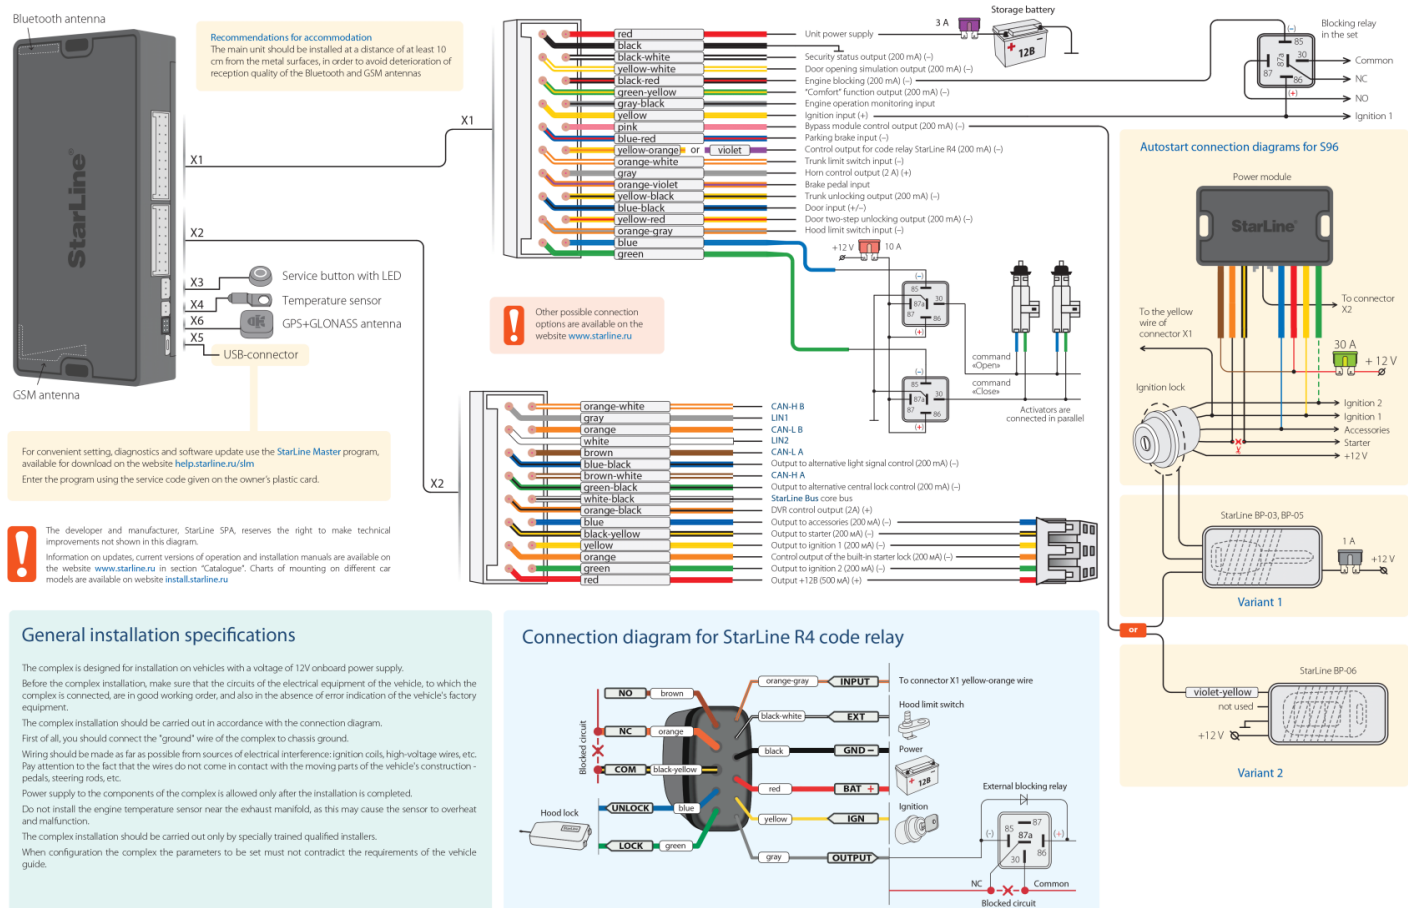 Bluetooth antenna
StarLine®
GSM antenna
Recommendations for accommodation
The main unit should be installed at a distance of at least 10
cm from the metal surfaces, in order to avoid deterioration of
reception quality of the Bluetooth and GSM antennas
X1
X2
X3
X4
X6
X5
Service button with LED
Temperature sensor
GPS+GLONASS antenna
USB-connector
For convenient setting, diagnostics and software update use the StarLine Master program,
available for download on the website help.starline.ru/slm
Enter the program using the service code given on the owner's plastic card.
The developer and manufacturer, StarLine SPA, reserves the right to make technical
improvements not shown in this diagram.
Information on updates, current versions of operation and installation manuals are available on
the website www.starline.ru in section "Catalogue". Charts of mounting on different car
models are available on website install.starline.ru
X1
red
Unit power supply
3 A
Storage battery
12B
black
black-white
Security status output (200 mA) (–)
yellow-white
Door opening simulation output (200 mA) (–)
black-red
Engine blocking (200 mA) (–)
green-yellow
"Comfort" function output (200 mA) (–)
gray-black
Engine operation monitoring input
yellow
Ignition input (+)
pink
Bypass module control output (200 mA) (–)
blue-red
Parking brake input (–)
yellow-orange or violet
Control output for code relay StarLine R4 (200 mA) (–)
orange-white
Trunk limit switch input (–)
gray
Horn control output (2 A) (+)
orange-violet
Brake pedal input
yellow-black
Trunk unlocking output (200 mA) (–)
blue-black
Door input (+/–)
yellow-red
Door two-step unlocking output (200 mA) (–)
orange-gray
Hood limit switch input (–)
blue
green
+12 V
10 A
(–)
85
87a
30
87
86
(+)
(–)
85
87a
30
87
86
(+)
command
«Open»
command
«Close»
Activators are
connected in parallel
Other possible connection
options are available on the
website www.starline.ru
Blocking relay
in the set
(–)
85
87a
30
87
86
(+)
Common
NC
NO
Ignition 1
X2
orange-white
CAN-H B
gray
LIN1
orange
CAN-L B
white
LIN2
brown
CAN-L A
blue-black
Output to alternative light signal control (200 mA) (–)
brown-white
CAN-H A
green-black
Output to alternative central lock control (200 mA) (–)
white-black
StarLine Bus core bus
orange-black
DVR control output (2A) (+)
blue
Output to accessories (200 мА) (–)
black-yellow
Output to starter (200 мА) (–)
yellow
Output to ignition 1 (200 мА) (–)
orange
Control output of the built-in starter lock (200 мА) (–)
green
Output to ignition 2 (200 мА) (–)
red
Output +12В (500 мА) (+)
Autostart connection diagrams for S96
Power module
StarLine®
To connector
X2
To the yellow
wire of
connector X1
30 A
+ 12 V
Ignition lock
Ignition 2
Ignition 1
Accessories
Starter
+12 V
StarLine BP-03, BP-05
1 A
+12 V
Variant 1
or
StarLine BP-06
violet-yellow
not used
+12 V
Variant 2
General installation specifications
The complex is designed for installation on vehicles with a voltage of 12V onboard power supply.
Before the complex installation, make sure that the circuits of the electrical equipment of the vehicle, to which the
complex is connected, are in good working order, and also in the absence of error indication of the vehicle's factory
equipment.
The complex installation should be carried out in accordance with the connection diagram.
First of all, you should connect the "ground" wire of the complex to chassis ground.
Wiring should be made as far as possible from sources of electrical interference: ignition coils, high-voltage wires, etc.
Pay attention to the fact that the wires do not come in contact with the moving parts of the vehicle's construction -
pedals, steering rods, etc.
Power supply to the components of the complex is allowed only after the installation is completed.
Do not install the engine temperature sensor near the exhaust manifold, as this may cause the sensor to overheat
and malfunction.
The complex installation should be carried out only by specially trained qualified installers.
When configuration the complex the parameters to be set must not contradict the requirements of the vehicle
guide.
Connection diagram for StarLine R4 code relay
NO
brown
NC
orange
COM
black-yellow
Blocked circuit
UNLOCK
blue
LOCK
green
Hood lock
orange-gray
INPUT
To connector X1 yellow-orange wire
black-white
EXT
Hood limit switch
black
GND –
Power
12В
red
BAT +
yellow
IGN
Ignition
gray
OUTPUT
External blocking relay
(-)
85
87
87a
30
86
(+)
NC
Common
Blocked circuit